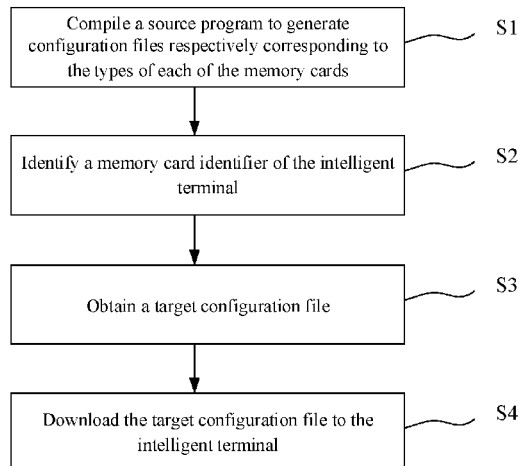 Compile a source program to generate
configuration files respectively corresponding to
the types of each of the memory cards
S1
Identify a memory card identifier of the intelligent
terminal
S2
Obtain a target configuration file
S3
Download the target configuration file to the
intelligent terminal
S4